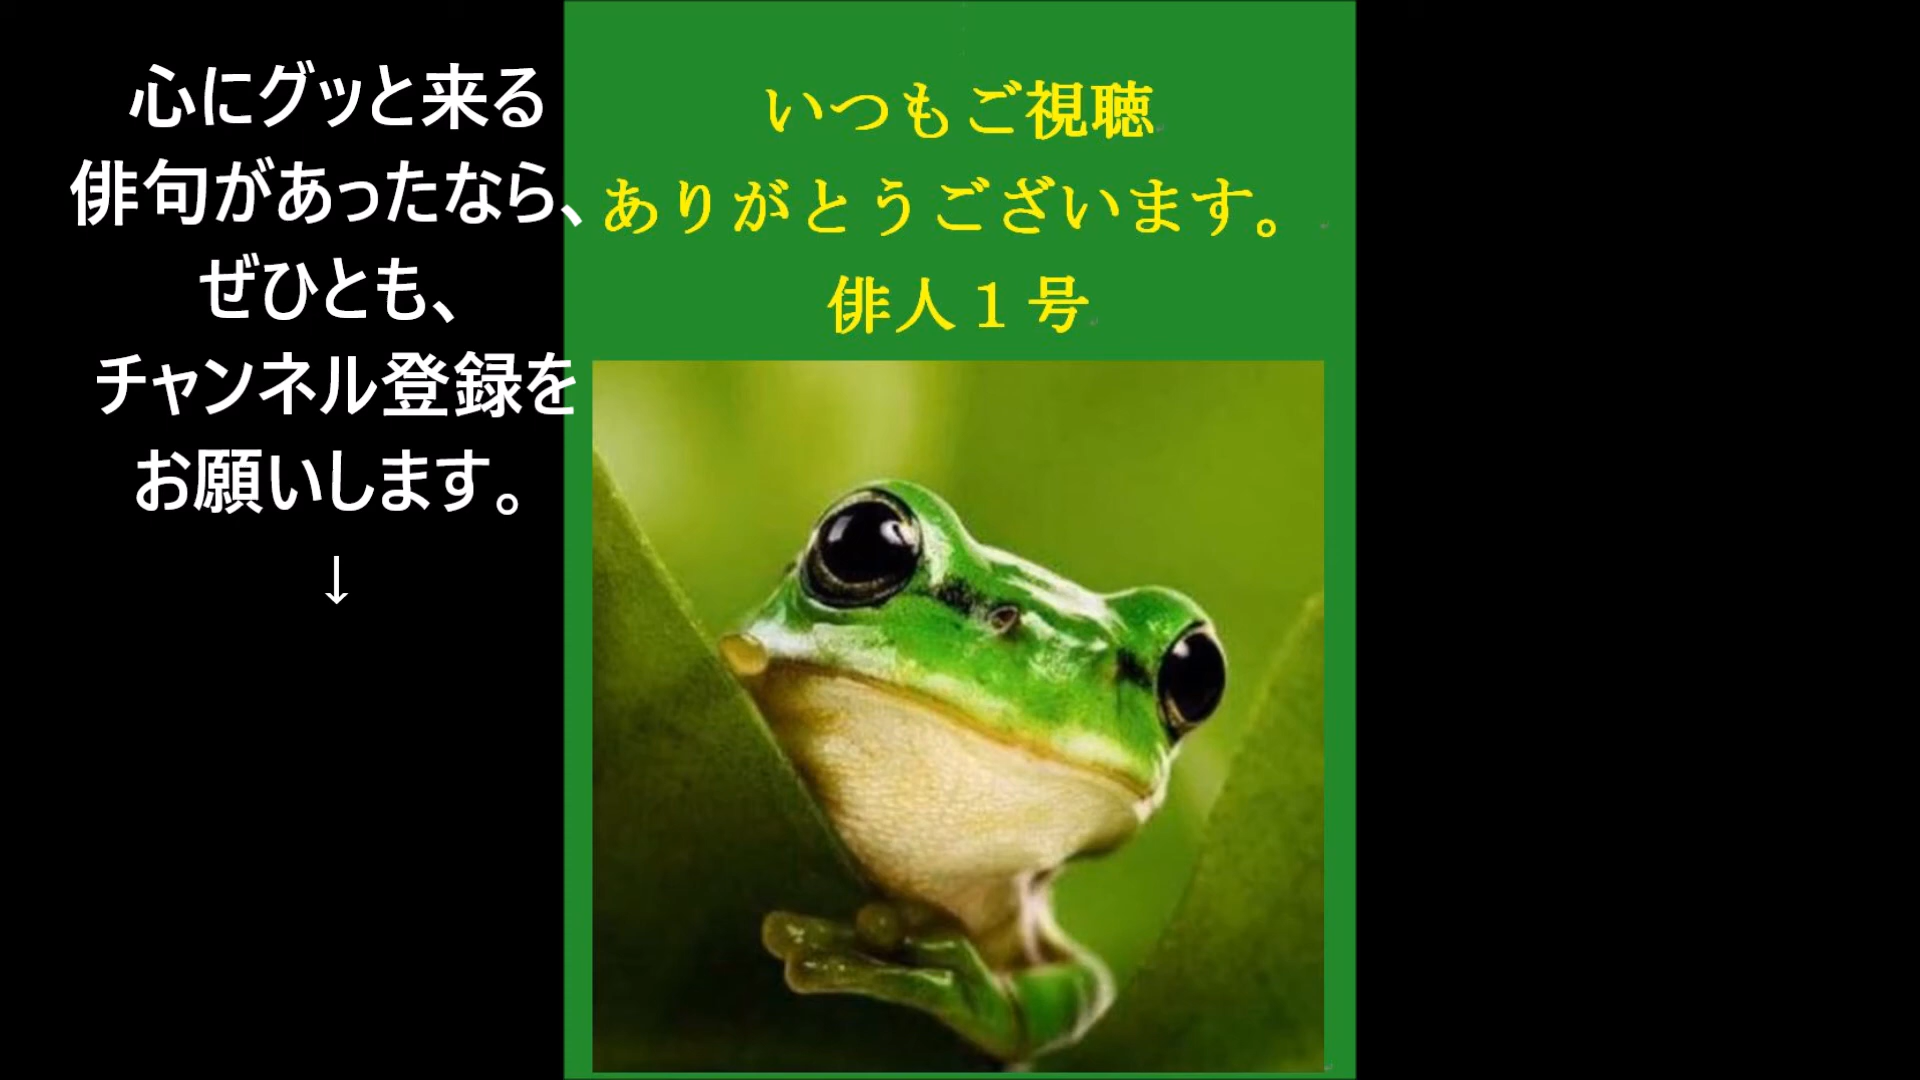 心にグッと来る
俳句があったなら、
ぜひとも、
チャンネル登録を
お願いします。
↓
いつもご視聴
ありがとうございます。
俳人１号